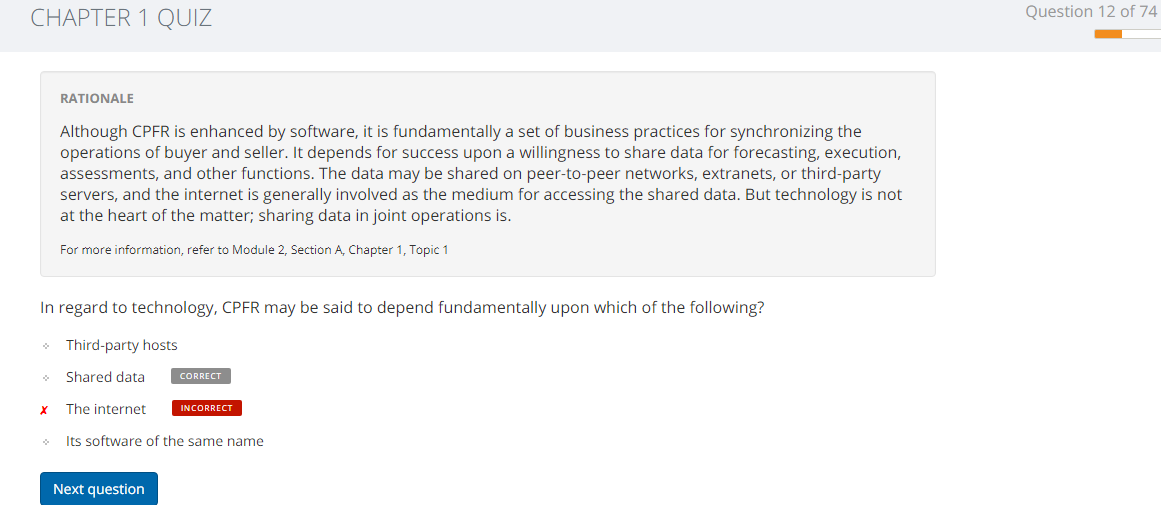 CHAPTER 1 QUIZ
Question 12 of 74
RATIONALE
Although CPFR is enhanced by software, it is fundamentally a set of business practices for synchronizing the
operations of buyer and seller. It depends for success upon a willingness to share data for forecasting, execution,
assessments, and other functions. The data may be shared on peer-to-peer networks, extranets, or third-party
servers, and the internet is generally involved as the medium for accessing the shared data. But technology is not
at the heart of the matter; sharing data in joint operations is.
For more information, refer to Module 2, Section A, Chapter 1, Topic 1
In regard to technology, CPFR may be said to depend fundamentally upon which of the following?
Third-party hosts
Shared data CORRECT
✗ The internet INCORRECT
Its software of the same name
Next question